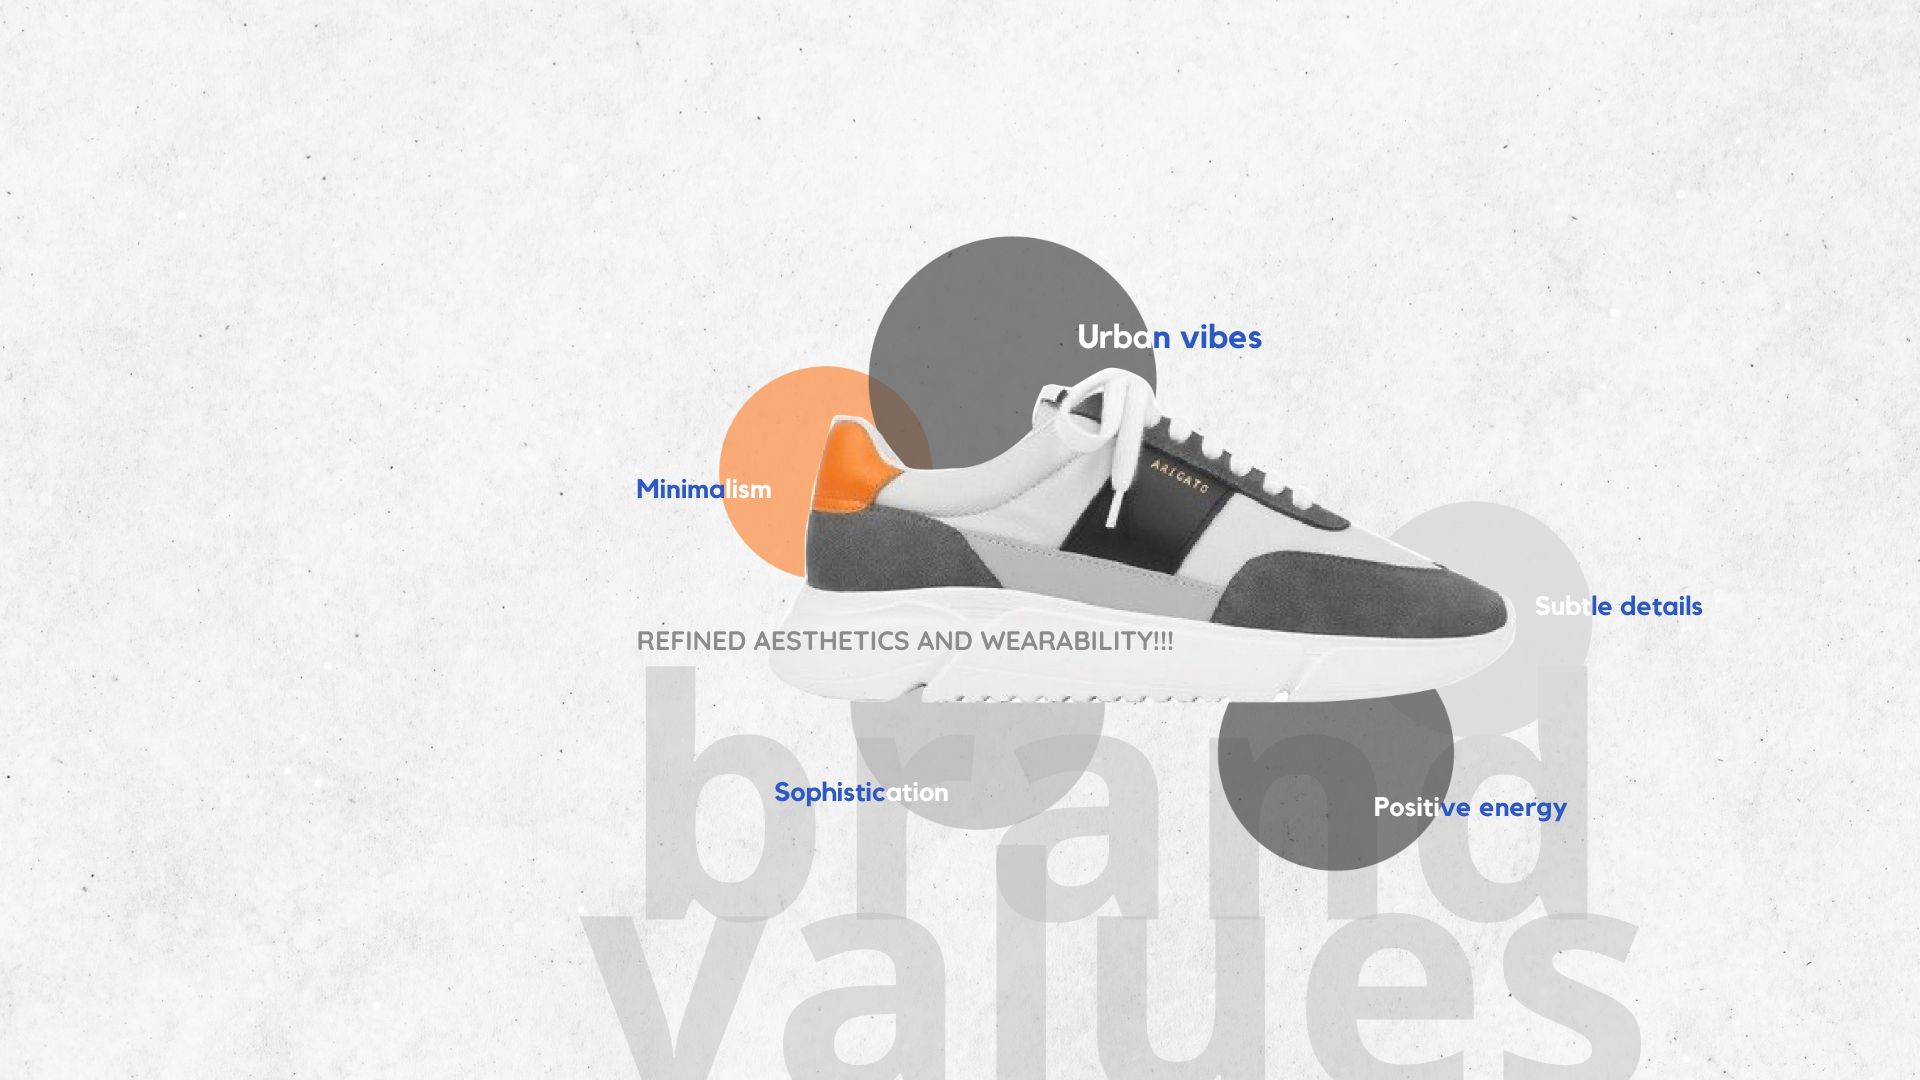 Urban vibes
ARIGATO
Minimalism
Subtle details
REFINED AESTHETICS AND WEARABILITY!!!
Sophistication
Positive energy
brand
values